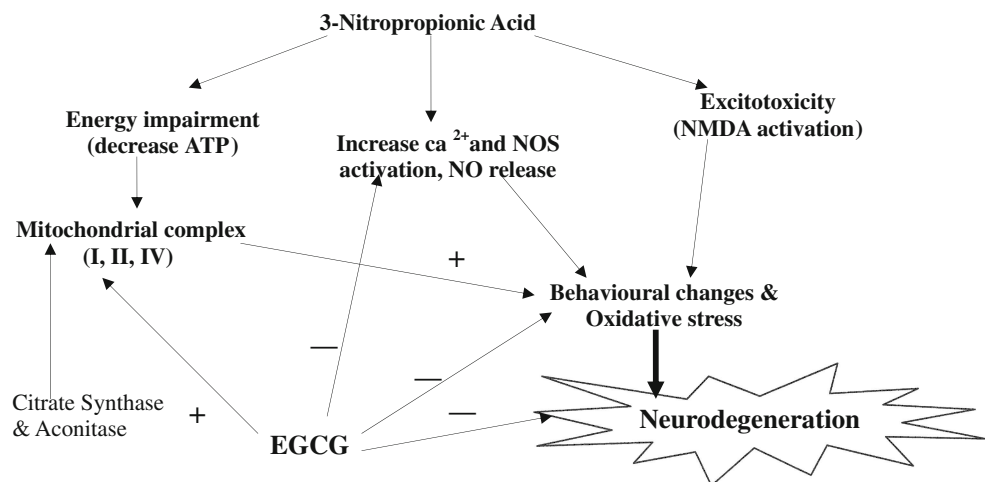 3-Nitropropionic Acid
Energy impairment
(decrease ATP)
Increase ca 2+ and NOS
activation, NO release
Excitotoxicity
(NMDA activation)
Mitochondrial complex
(I, II, IV)
+
Behavioural changes &
Oxidative stress
—
—
—
Citrate Synthase
& Aconitase
+
EGCG
Neurodegeneration